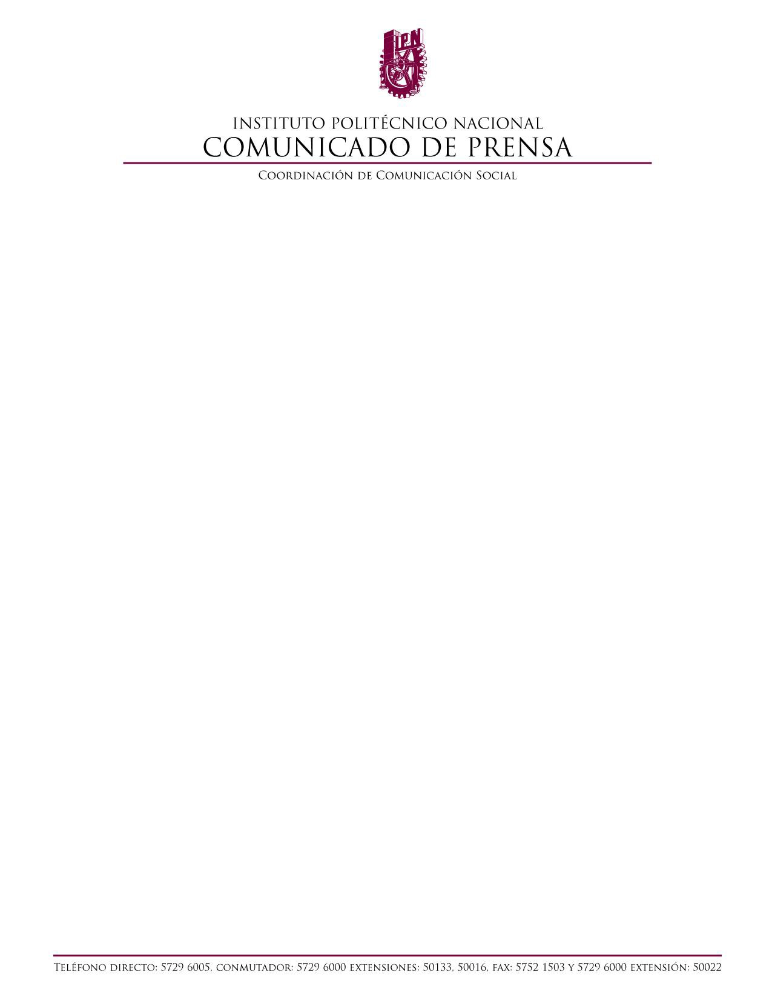 IPN
INSTITUTO POLITÉCNICO NACIONAL
COMUNICADO DE PRENSA
COORDINACIÓN DE COMUNICACIÓN SOCIAL
TELÉFONO DIRECTO: 5729 6005, CONMUTADOR: 5729 6000 EXTENSIONES: 50133, 50016, FAX: 5752 1503 Y 5729 6000 EXTENSIÓN: 50022